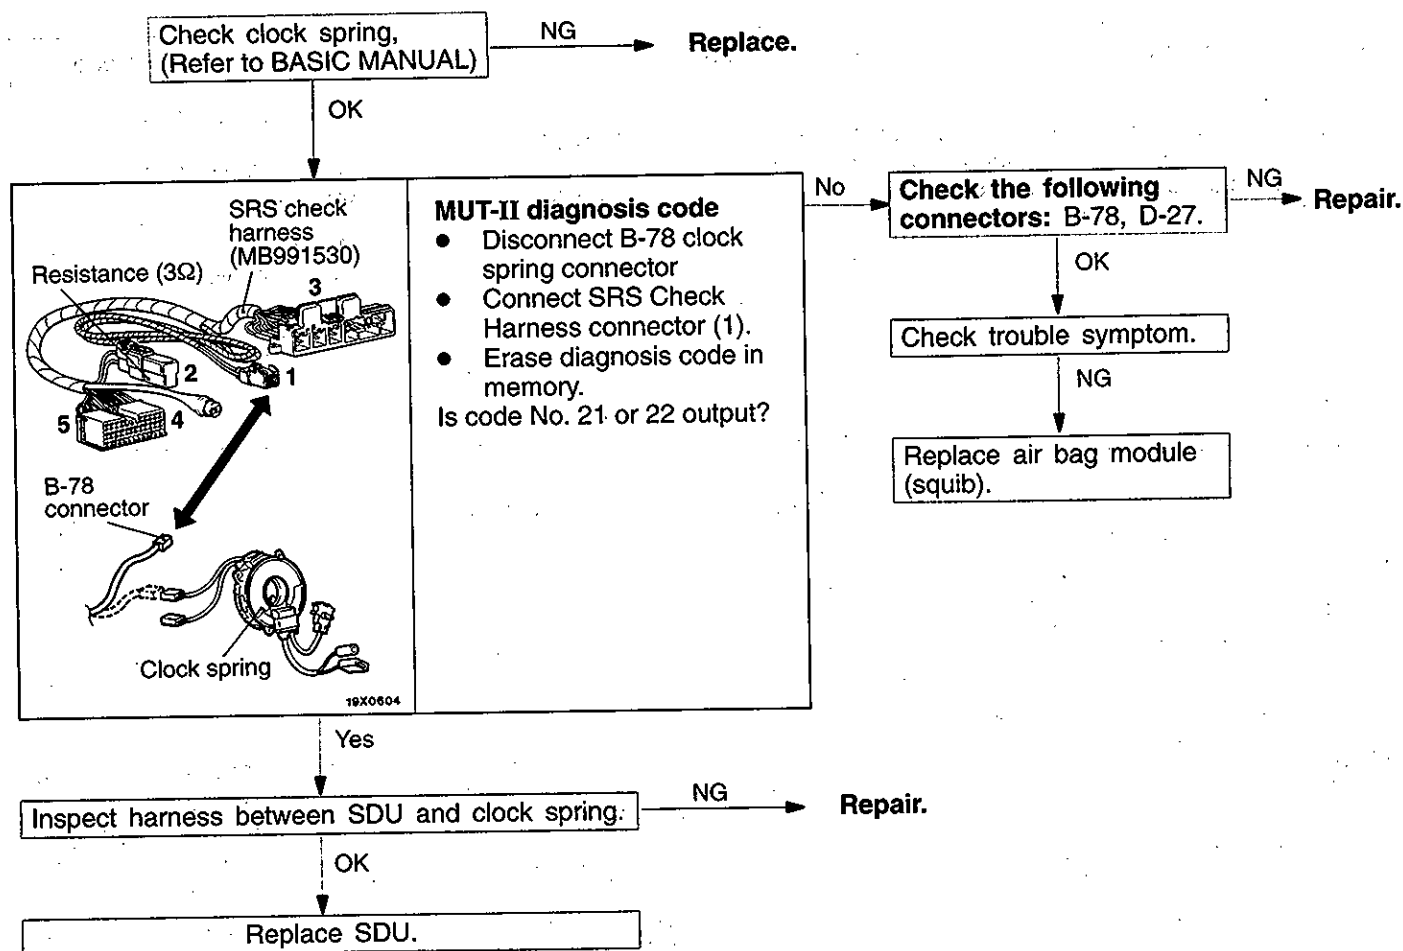 Check clock spring,
(Refer to BASIC MANUAL)
NG
Replace.
OK
SRS check
harness
(MB991530)
Resistance (3Ω)
3
2
1
5
4
B-78
connector
Clock spring
19X0604
MUT-II diagnosis code
● Disconnect B-78 clock
spring connector
● Connect SRS Check
Harness connector (1).
● Erase diagnosis code in
memory.
Is code No. 21 or 22 output?
No
Check the following
connectors: B-78, D-27.
NG
Repair.
OK
Check trouble symptom.
NG
Replace air bag module
(squib).
Yes
Inspect harness between SDU and clock spring.
NG
Repair.
OK
Replace SDU.